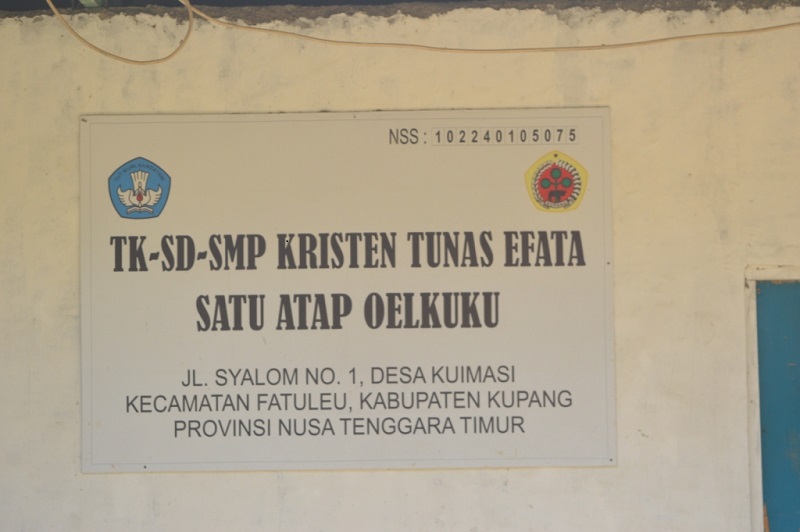 NSS : 102240105075
TK-SD-SMP KRISTEN TUNAS EFATA
SATU ATAP OELKUKU
JL. SYALOM NO. 1, DESA KUIMASI
KECAMATAN FATULEU, KABUPATEN KUPANG
PROVINSI NUSA TENGGARA TIMUR